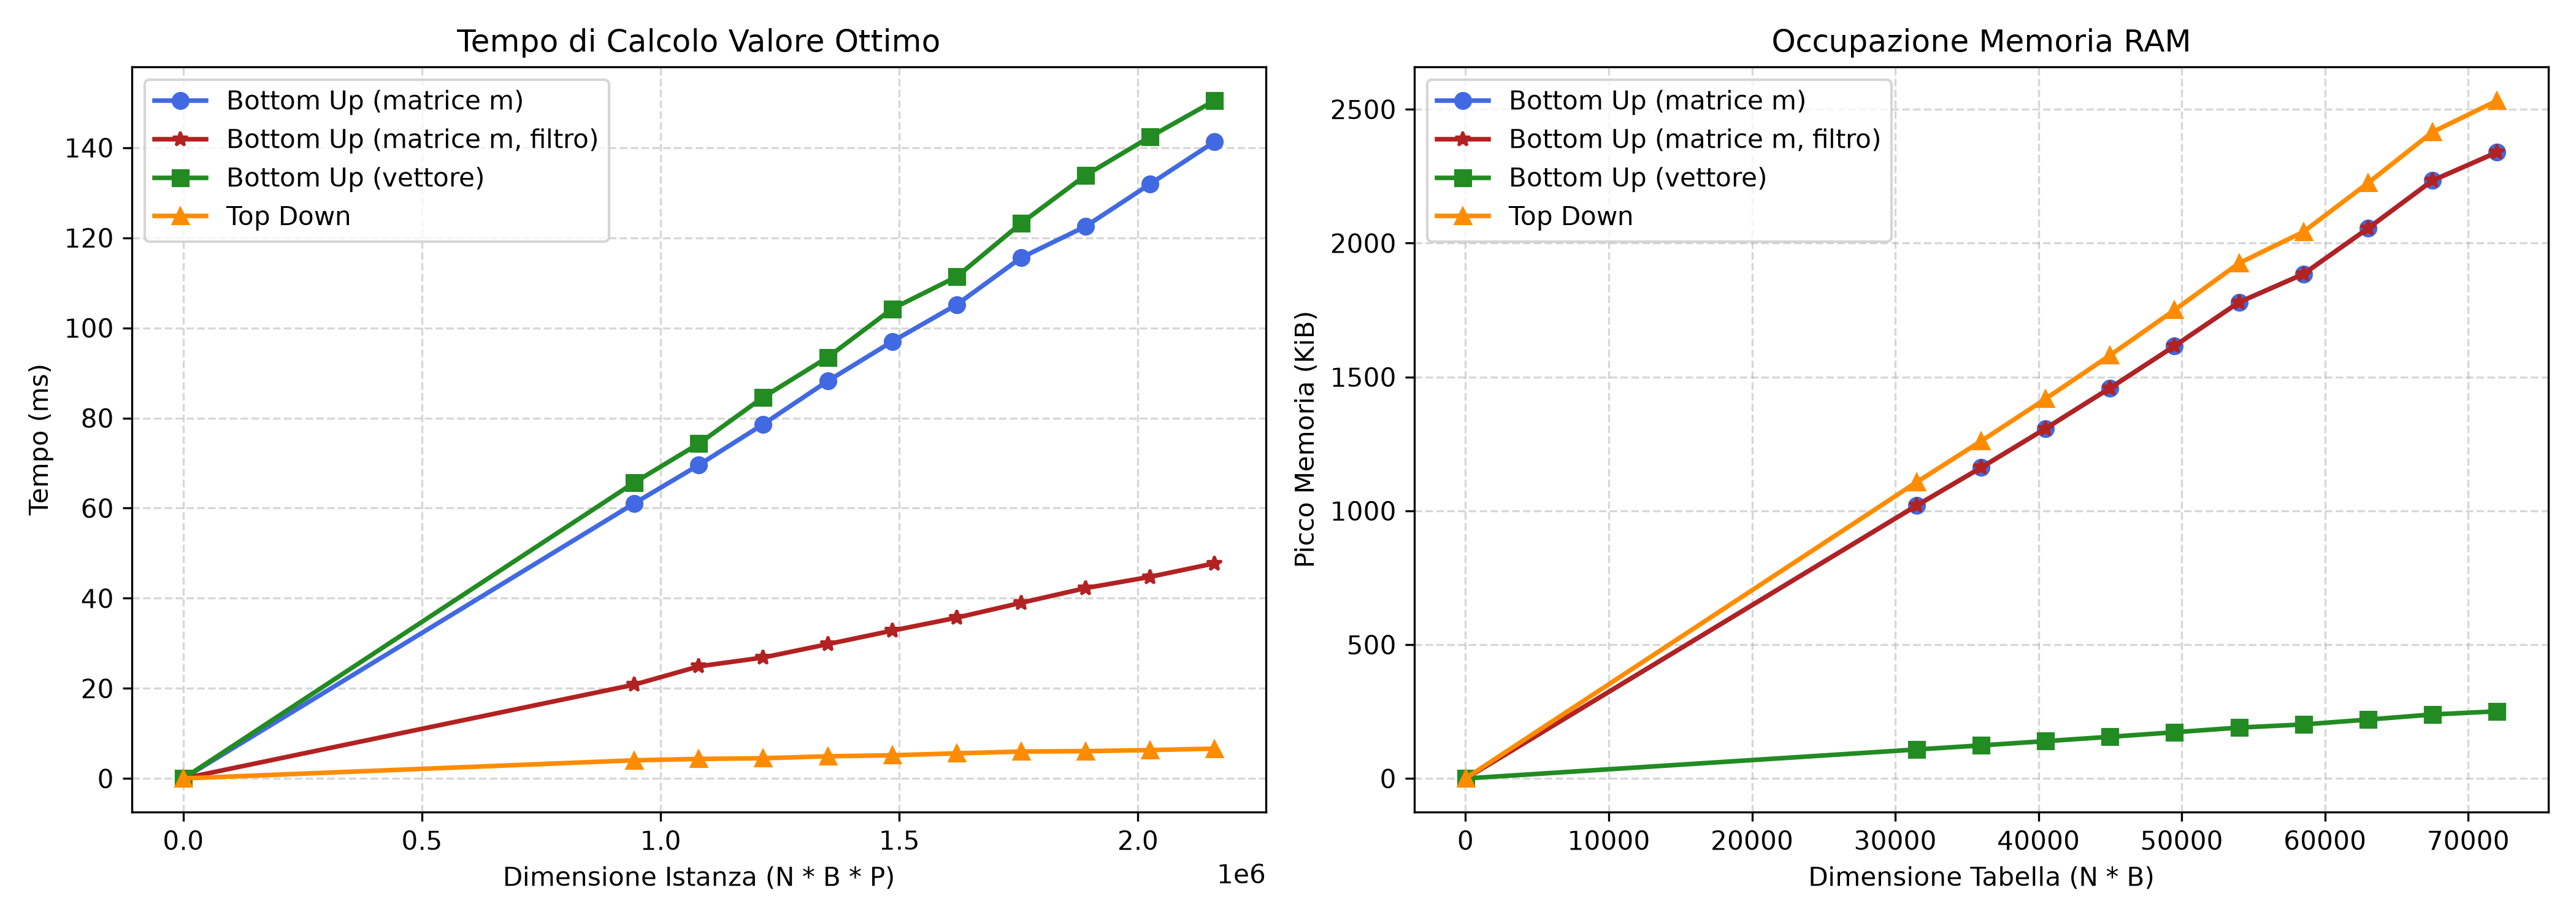 Tempo di Calcolo Valore Ottimo
Bottom Up (matrice m)
Bottom Up (matrice m, filtro)
Bottom Up (vettore)
Top Down
Tempo (ms)
140
120
100
80
60
40
20
0
0.0
0.5
1.0
1.5
2.0
1e6
Dimensione Istanza (N * B * P)
Occupazione Memoria RAM
Bottom Up (matrice m)
Bottom Up (matrice m, filtro)
Bottom Up (vettore)
Top Down
Picco Memoria (KiB)
2500
2000
1500
1000
500
0
0
10000
20000
30000
40000
50000
60000
70000
Dimensione Tabella (N * B)